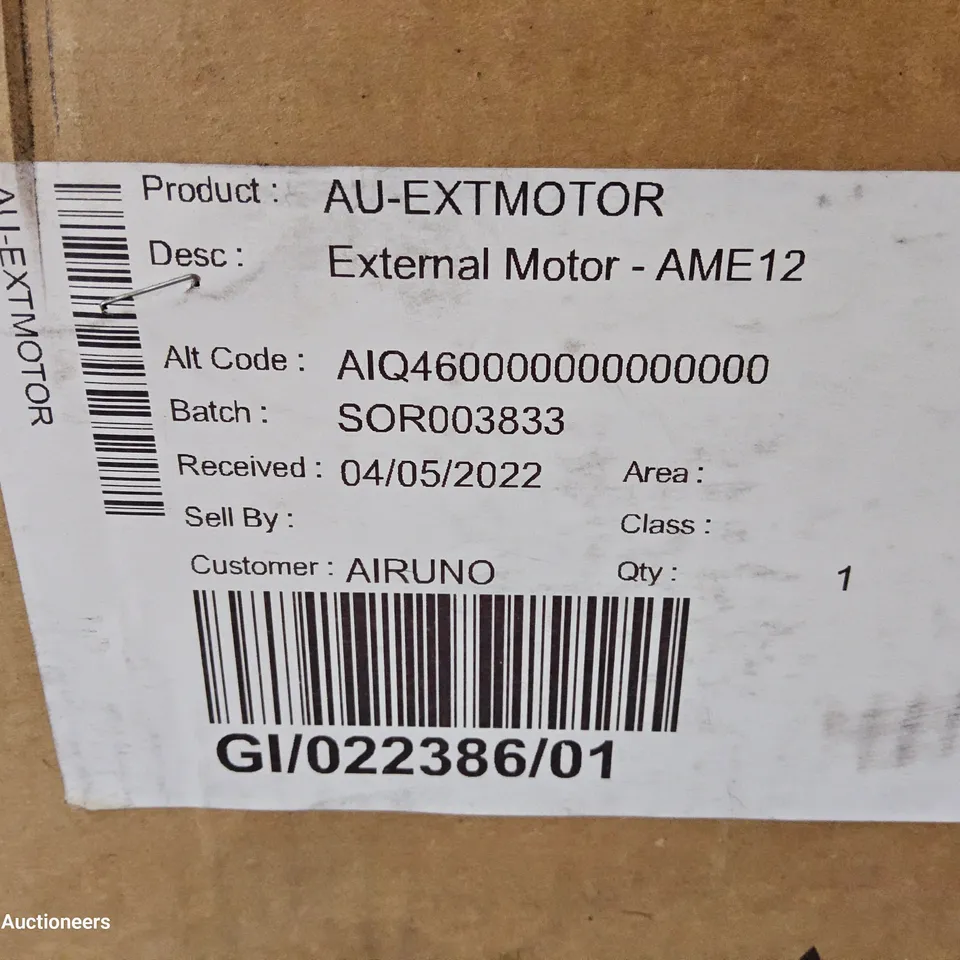 Product : AU-EXTMOTOR
Desc : External Motor - AME12
Alt Code : AIQ460000000000000
Batch : SOR003833
Received : 04/05/2022 Area :
Sell By : Class :
Customer : AIRUNO Qty : 1
GI/022386/01
AU-EXTMOTOR
Auctioneers